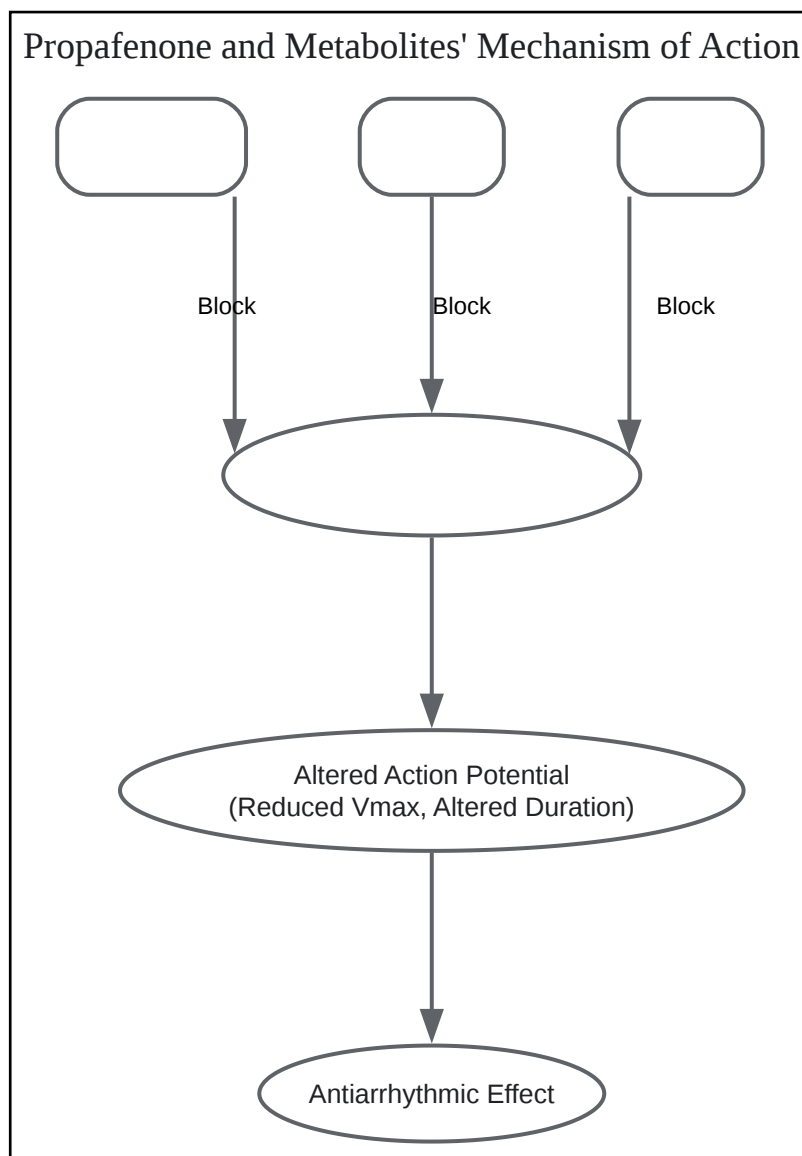 Propafenone and Metabolites' Mechanism of Action
Block
Block
Block
Altered Action Potential
(Reduced Vmax, Altered Duration)
Antiarrhythmic Effect